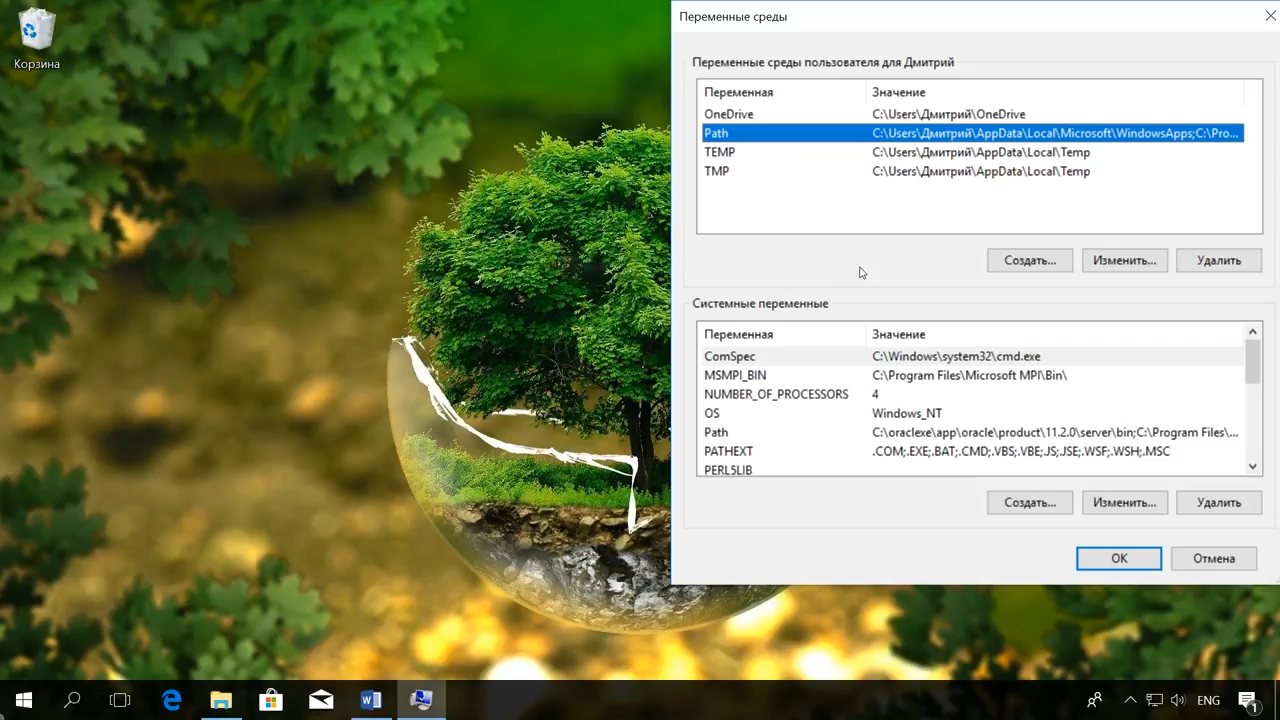 Корзина
Переменные среды
Переменные среды пользователя для Дмитрий
Переменная Значение
OneDrive C:\Users\Дмитрий\OneDrive
Path C:\Users\Дмитрий\AppData\Local\Microsoft\WindowsApps;C:\Pro...
TEMP C:\Users\Дмитрий\AppData\Local\Temp
TMP C:\Users\Дмитрий\AppData\Local\Temp
Создать... Изменить... Удалить
Системные переменные
Переменная Значение
ComSpec C:\Windows\system32\cmd.exe
MSMPI_BIN C:\Program Files\Microsoft MPI\Bin\
NUMBER_OF_PROCESSORS 4
OS Windows_NT
Path C:\oraclexe\app\oracle\product\11.2.0\server\bin;C:\Program Files\...
PATHEXT .COM;.EXE;.BAT;.CMD;.VBS;.VBE;.JS;.JSE;.WSF;.WSH;.MSC
PERL5LIB
Создать... Изменить... Удалить
OK Отмена
ENG 1